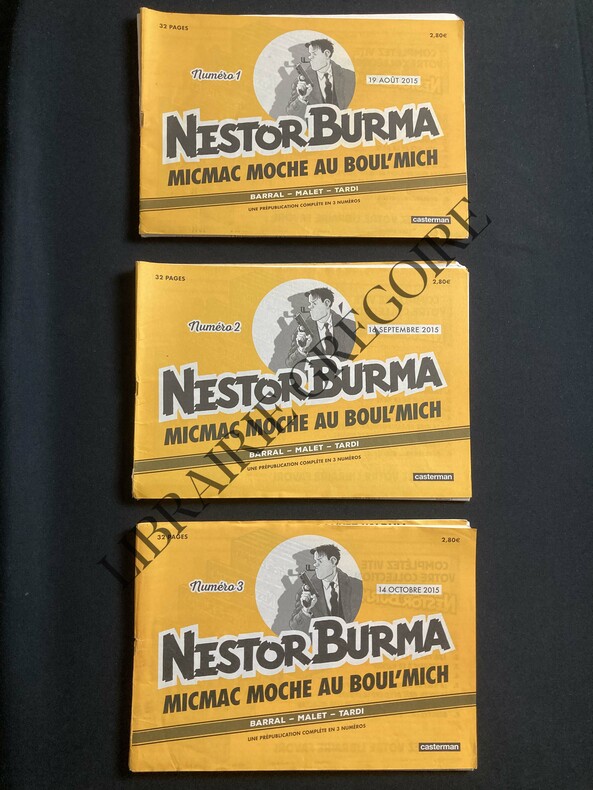 32 PAGES
2,80€
Numéro 1
19 AOÛT 2015
NESTOR BURMA
MICMAC MOCHE AU BOUL'MICH
BARRAL – MALET – TARDI
UNE PRÉPUBLICATION COMPLÈTE EN 3 NUMÉROS
casterman
32 PAGES
2,80€
Numéro 2
16 SEPTEMBRE 2015
NESTOR BURMA
MICMAC MOCHE AU BOUL'MICH
BARRAL – MALET – TARDI
UNE PRÉPUBLICATION COMPLÈTE EN 3 NUMÉROS
casterman
32 PAGES
2,80€
Numéro 3
14 OCTOBRE 2015
NESTOR BURMA
MICMAC MOCHE AU BOUL'MICH
BARRAL – MALET – TARDI
UNE PRÉPUBLICATION COMPLÈTE EN 3 NUMÉROS
casterman
LIBRAIRIE GREGOIRE